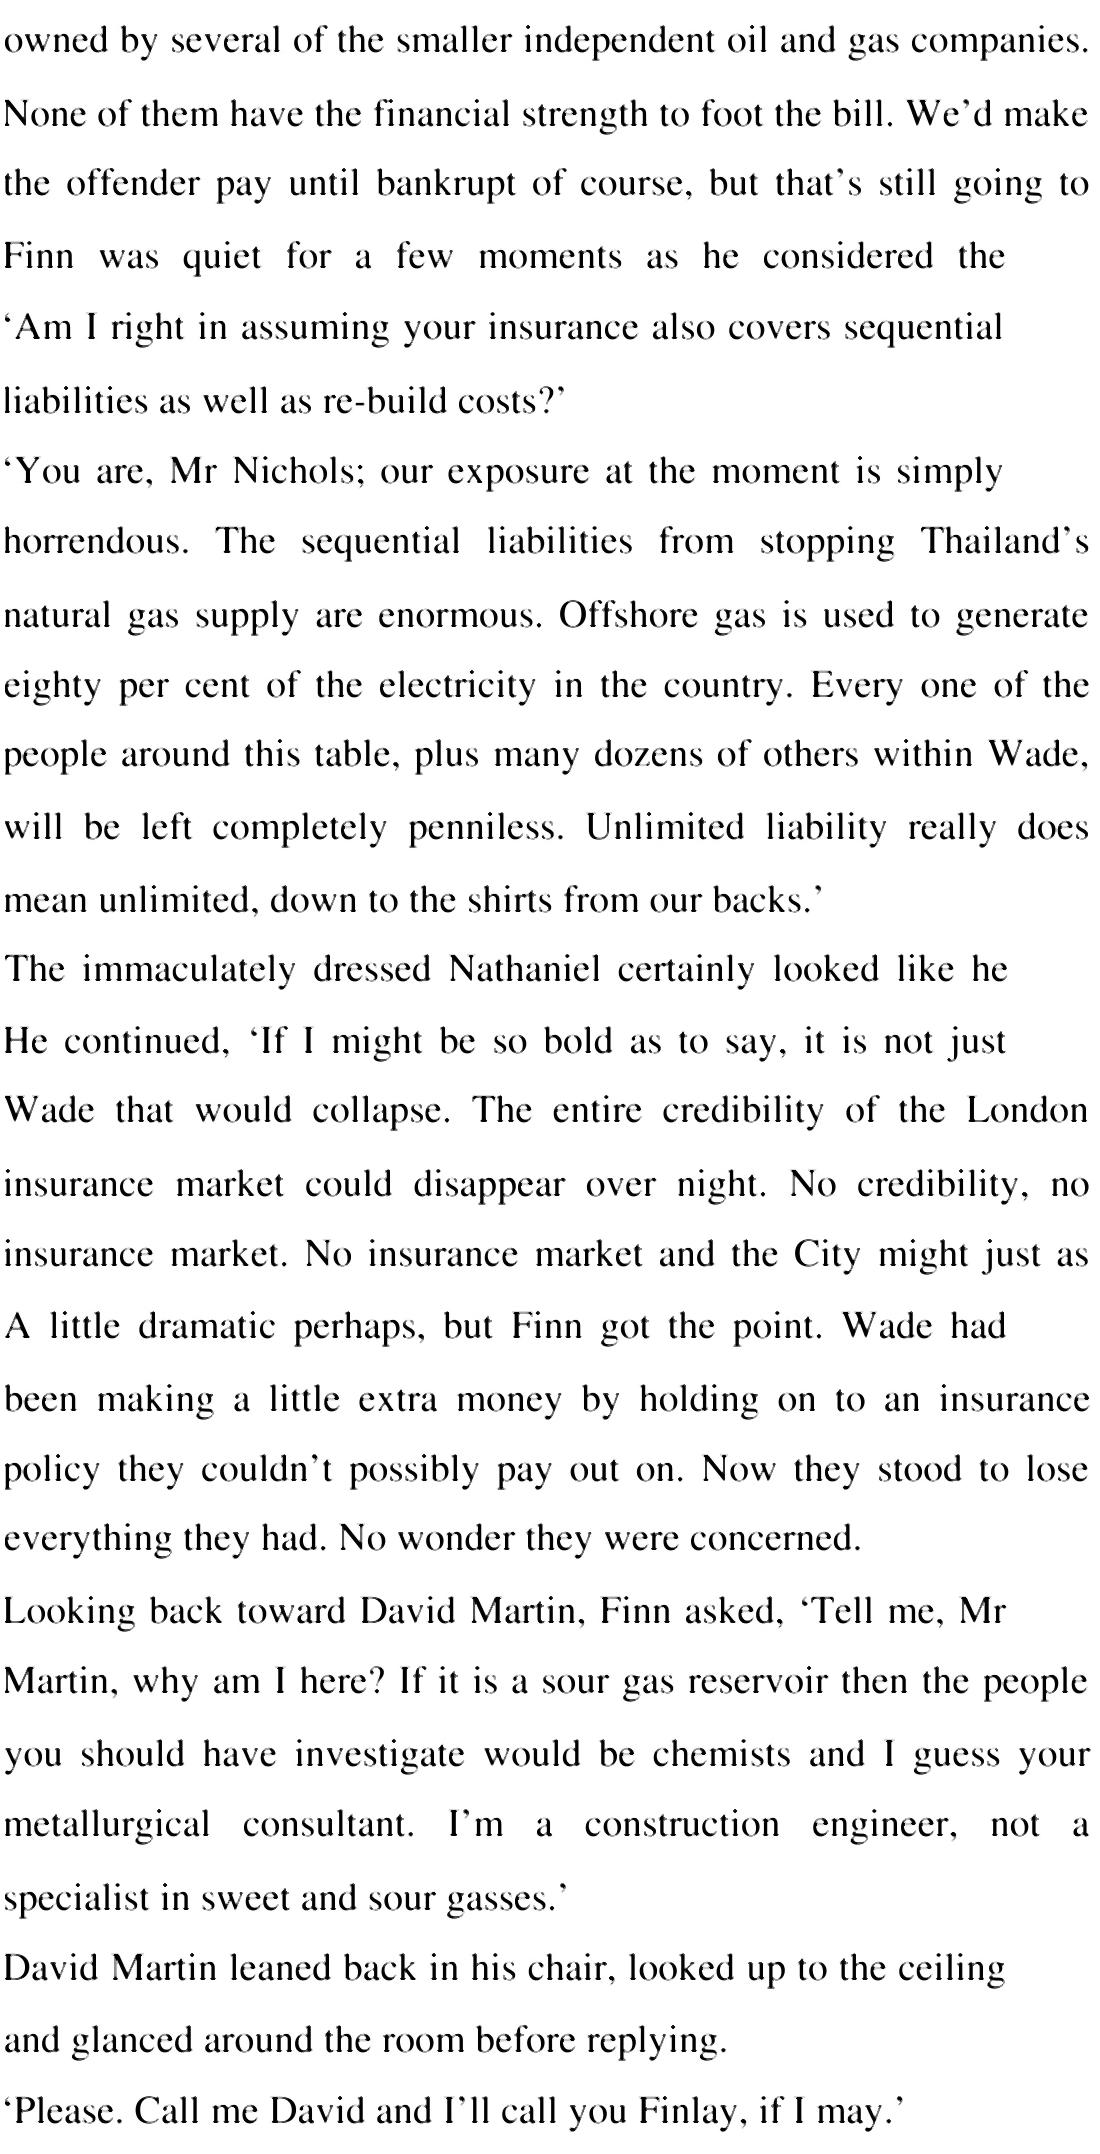 owned by several of the smaller independent oil and gas companies.
None of them have the financial strength to foot the bill. We’d make
the offender pay until bankrupt of course, but that’s still going to
Finn was quiet for a few moments as he considered the
‘Am I right in assuming your insurance also covers sequential
liabilities as well as re-build costs?’
‘You are, Mr Nichols; our exposure at the moment is simply
horrendous. The sequential liabilities from stopping Thailand’s
natural gas supply are enormous. Offshore gas is used to generate
eighty per cent of the electricity in the country. Every one of the
people around this table, plus many dozens of others within Wade,
will be left completely penniless. Unlimited liability really does
mean unlimited, down to the shirts from our backs.’
The immaculately dressed Nathaniel certainly looked like he
He continued, ‘If I might be so bold as to say, it is not just
Wade that would collapse. The entire credibility of the London
insurance market could disappear over night. No credibility, no
insurance market. No insurance market and the City might just as
A little dramatic perhaps, but Finn got the point. Wade had
been making a little extra money by holding on to an insurance
policy they couldn’t possibly pay out on. Now they stood to lose
everything they had. No wonder they were concerned.
Looking back toward David Martin, Finn asked, ‘Tell me, Mr
Martin, why am I here? If it is a sour gas reservoir then the people
you should have investigate would be chemists and I guess your
metallurgical consultant. I’m a construction engineer, not a
specialist in sweet and sour gasses.’
David Martin leaned back in his chair, looked up to the ceiling
and glanced around the room before replying.
‘Please. Call me David and I’ll call you Finlay, if I may.’